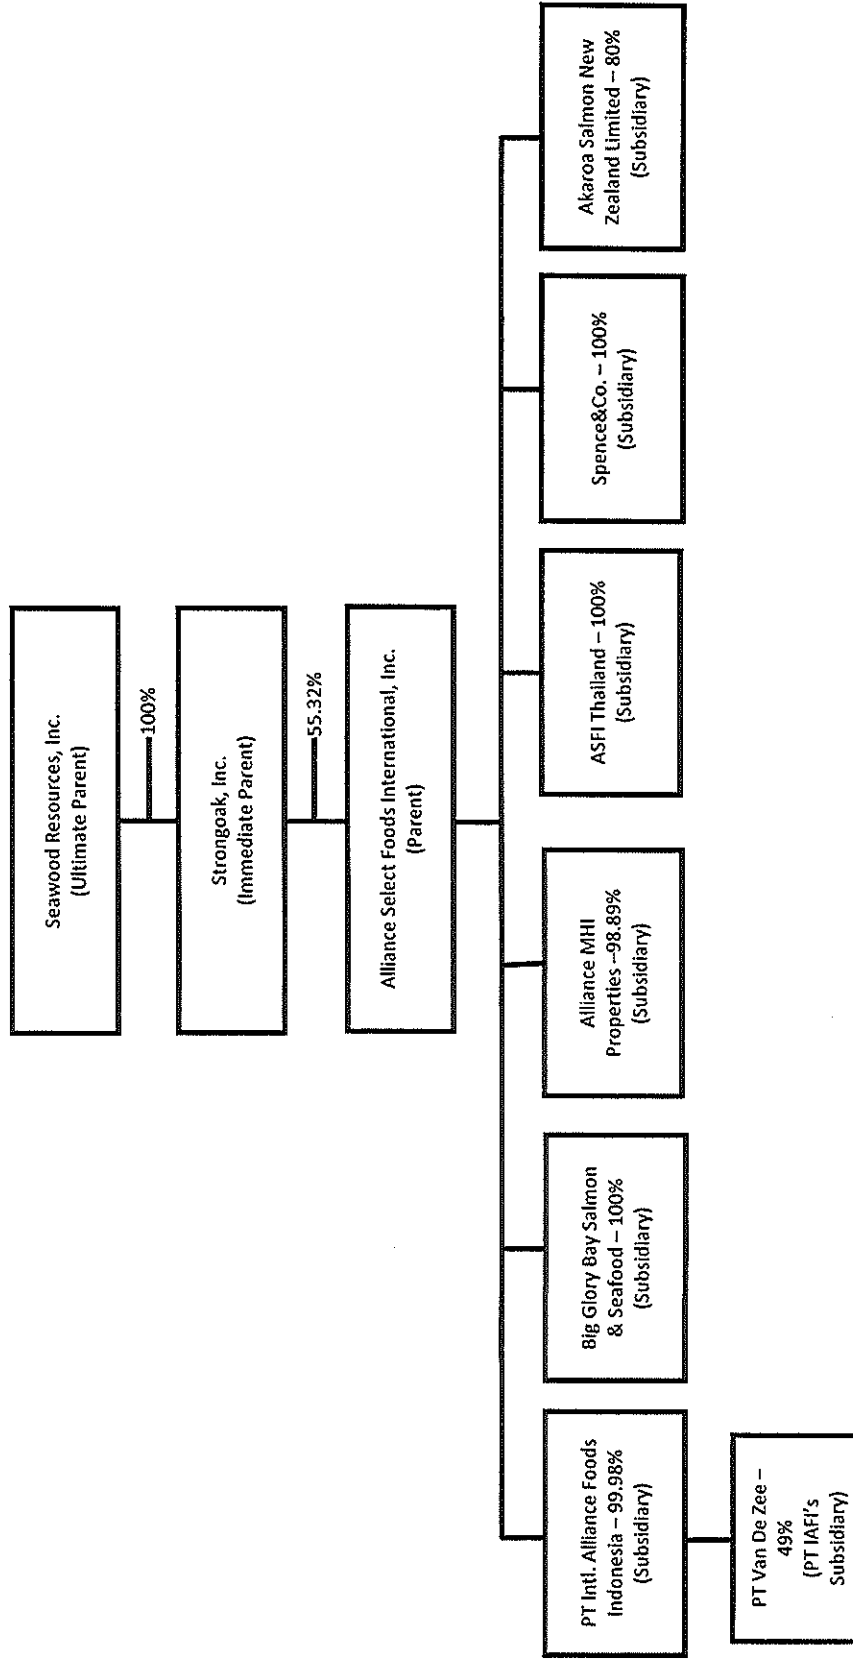 Seawood Resources, Inc.
(Ultimate Parent)
100%
Strongoak, Inc.
(Immediate Parent)
55.32%
Alliance Select Foods International, Inc.
(Parent)
PT Intl. Alliance Foods
Indonesia – 99.98%
(Subsidiary)
Big Glory Bay Salmon
& Seafood – 100%
(Subsidiary)
Alliance MHI
Properties –98.89%
(Subsidiary)
ASFI Thailand – 100%
(Subsidiary)
Spence&Co. – 100%
(Subsidiary)
Akaroa Salmon New
Zealand Limited – 80%
(Subsidiary)
PT Van De Zee –
49%
(PT IAFI's
Subsidiary)